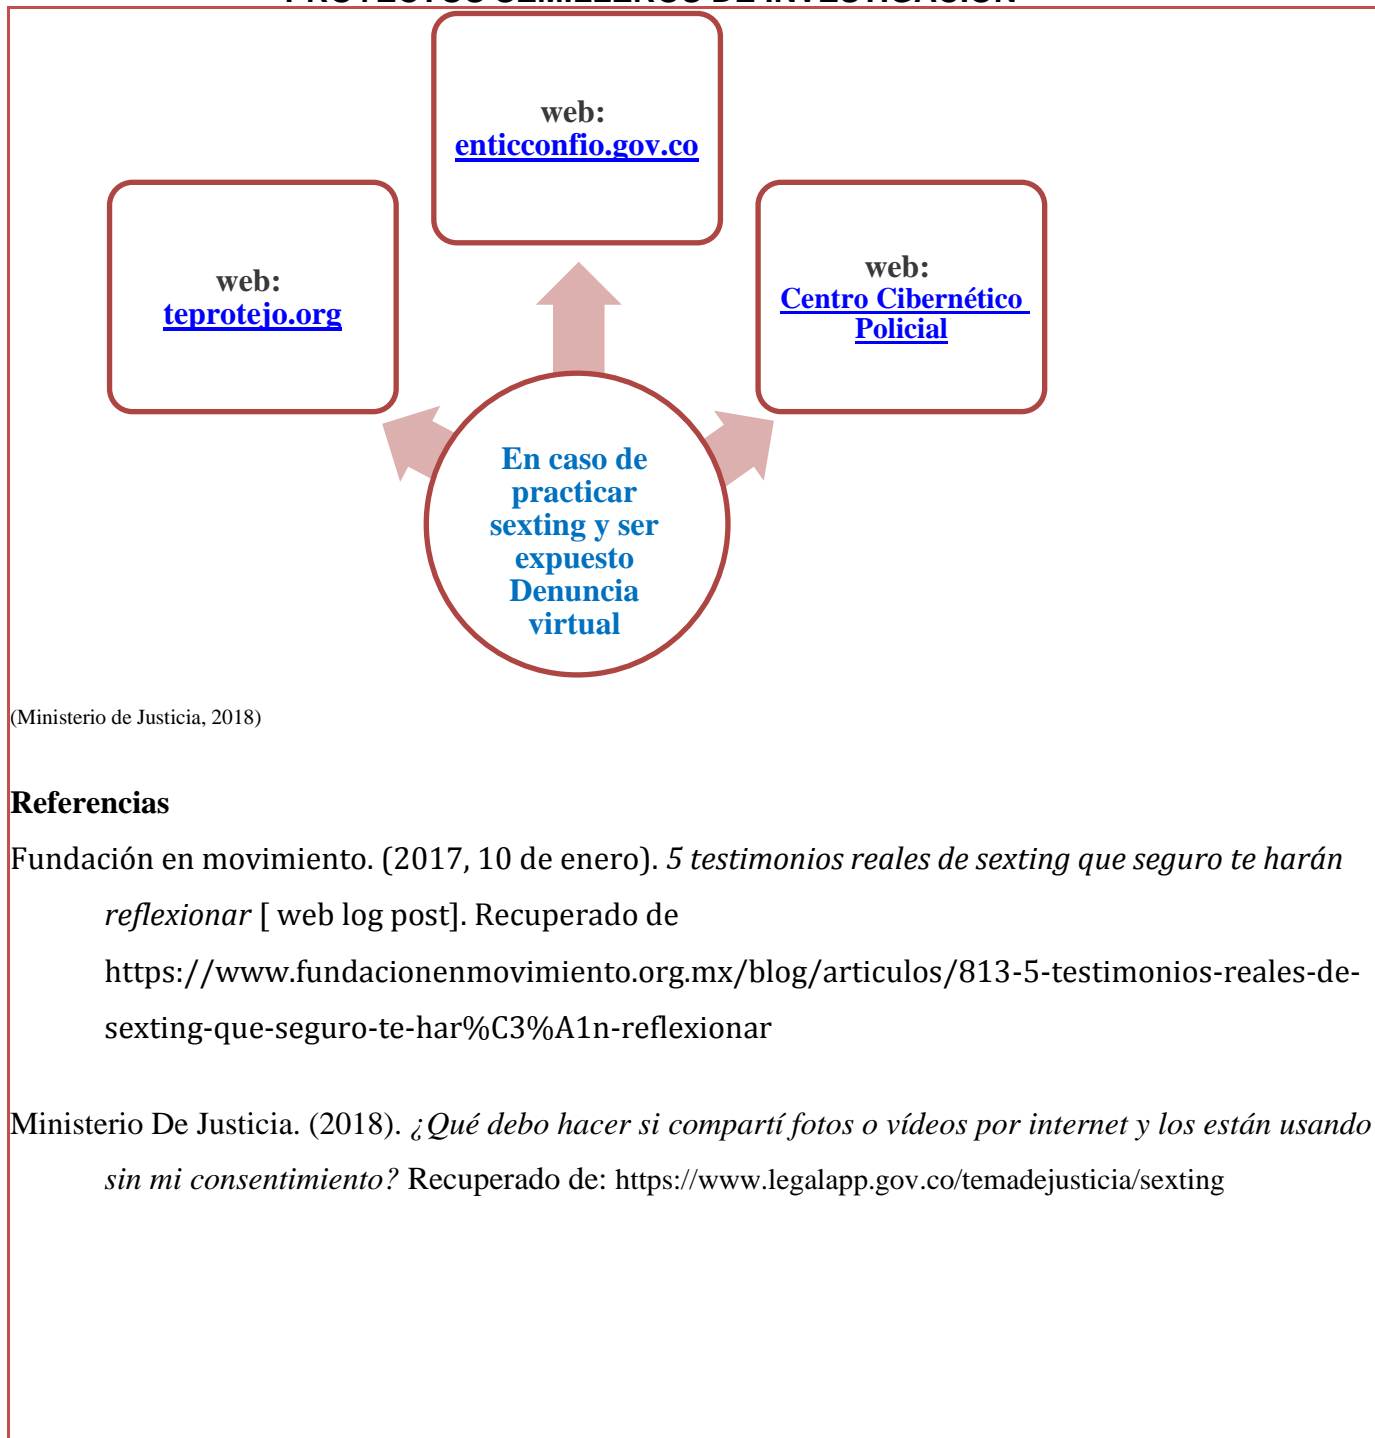 PROYECTOS SEMILLEROS DE INVESTIGACIÓN
web:
enticconfio.gov.co
web:
teprotejo.org
web:
Centro Cibernético
Policial
En caso de
practicar
sexting y ser
expuesto
Denuncia
virtual
(Ministerio de Justicia, 2018)
Referencias
Fundación en movimiento. (2017, 10 de enero). 5 testimonios reales de sexting que seguro te harán
reflexionar [ web log post]. Recuperado de
https://www.fundacionenmovimiento.org.mx/blog/articulos/813-5-testimonios-reales-de-
sexting-que-seguro-te-har%C3%A1n-reflexionar
Ministerio De Justicia. (2018). ¿Qué debo hacer si compartí fotos o vídeos por internet y los están usando
sin mi consentimiento? Recuperado de: https://www.legalapp.gov.co/temadejusticia/sexting